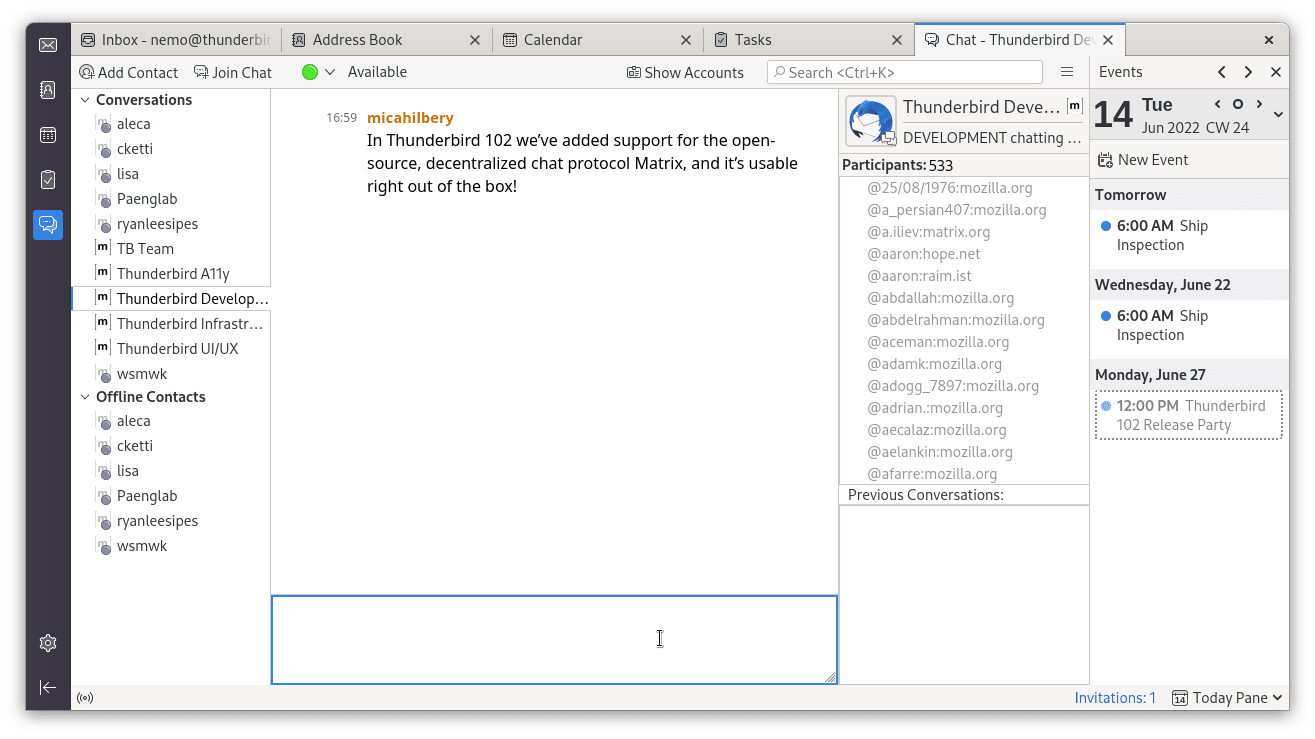 Inbox - nemo@thunderbir
Address Book
Calendar
Tasks
Chat - Thunderbird De
Add Contact
Join Chat
Available
Show Accounts
Search <Ctrl+K>
Events
Conversations
aleca
cketti
lisa
Paenglab
ryanleesipes
m TB Team
m Thunderbird A11y
m Thunderbird Develop…
m Thunderbird Infrastr…
m Thunderbird UI/UX
wsmwk
Offline Contacts
aleca
cketti
lisa
Paenglab
ryanleesipes
wsmwk
16:59 micahilbery
In Thunderbird 102 we’ve added support for the open-
source, decentralized chat protocol Matrix, and it’s usable
right out of the box!
Thunderbird Deve… m
DEVELOPMENT chatting …
Participants: 533
@25/08/1976:mozilla.org
@a_persian407:mozilla.org
@a.iliev:matrix.org
@aaron:hope.net
@aaron:raim.ist
@abdallah:mozilla.org
@abdelrahman:mozilla.org
@aceman:mozilla.org
@adamk:mozilla.org
@adogg_7897:mozilla.org
@adrian.:mozilla.org
@aecalaz:mozilla.org
@aelankin:mozilla.org
@afarre:mozilla.org
Previous Conversations:
14 Tue
Jun 2022 CW 24
New Event
Tomorrow
6:00 AM Ship
Inspection
Wednesday, June 22
6:00 AM Ship
Inspection
Monday, June 27
12:00 PM Thunderbird
102 Release Party
Invitations: 1
14 Today Pane